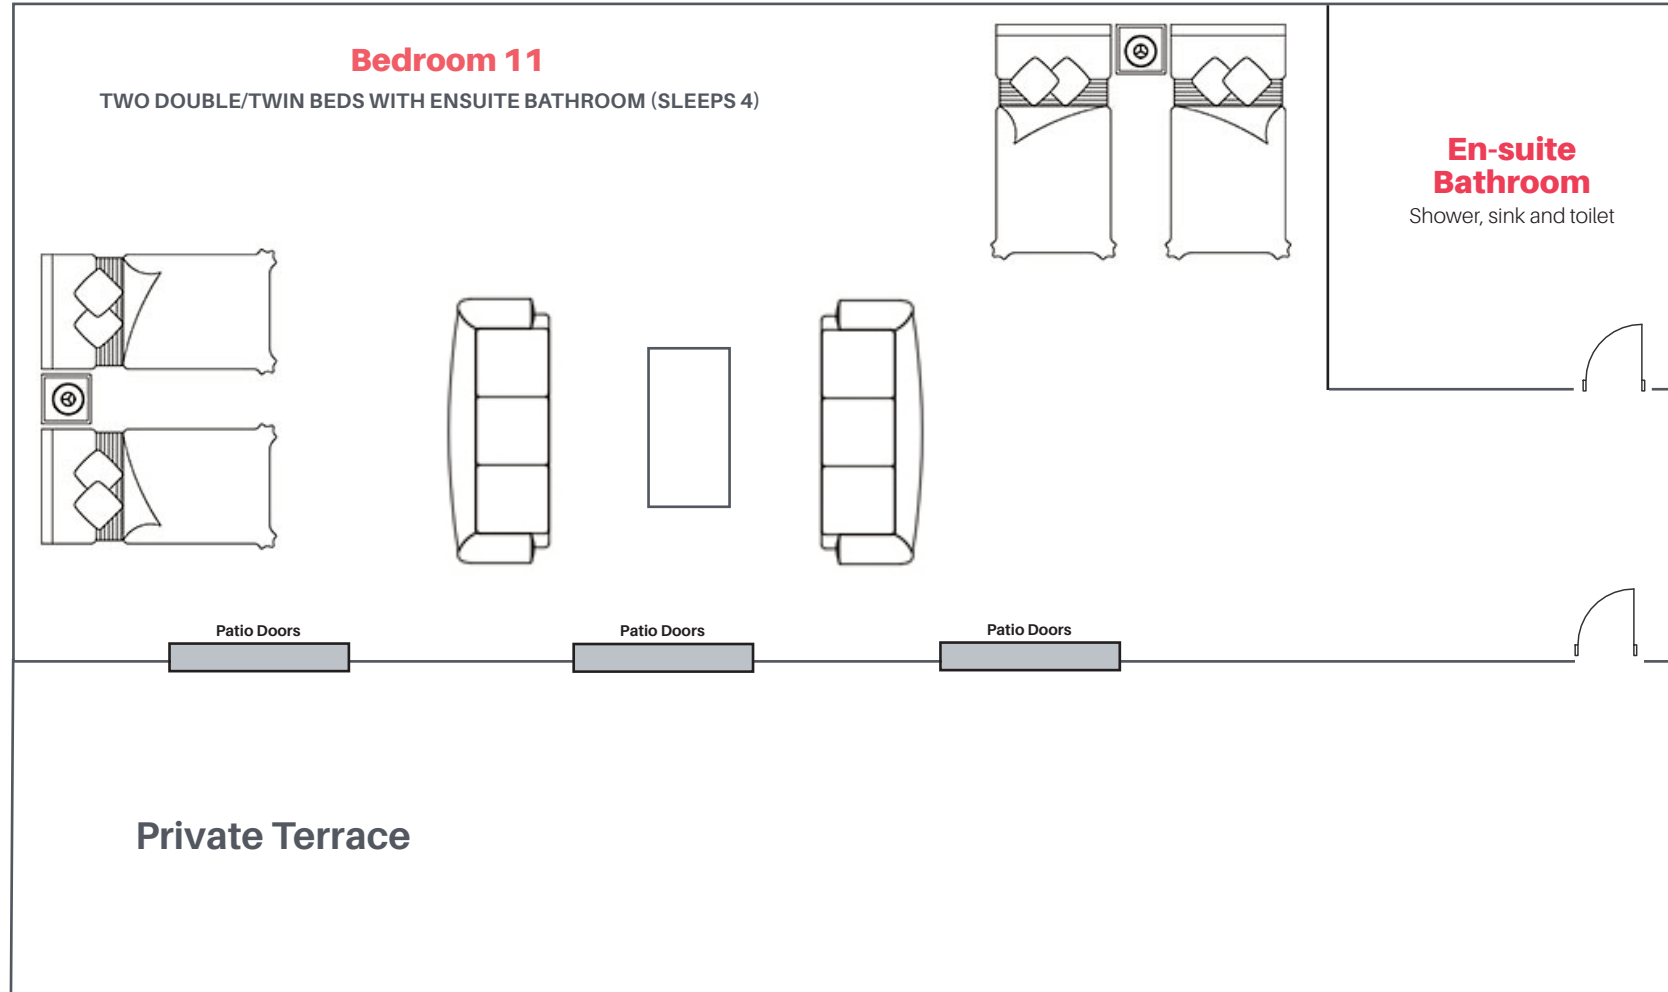 Bedroom 11
TWO DOUBLE/TWIN BEDS WITH ENSUITE BATHROOM (SLEEPS 4)
En-suite
Bathroom
Shower, sink and toilet
Patio Doors
Patio Doors
Patio Doors
Private Terrace